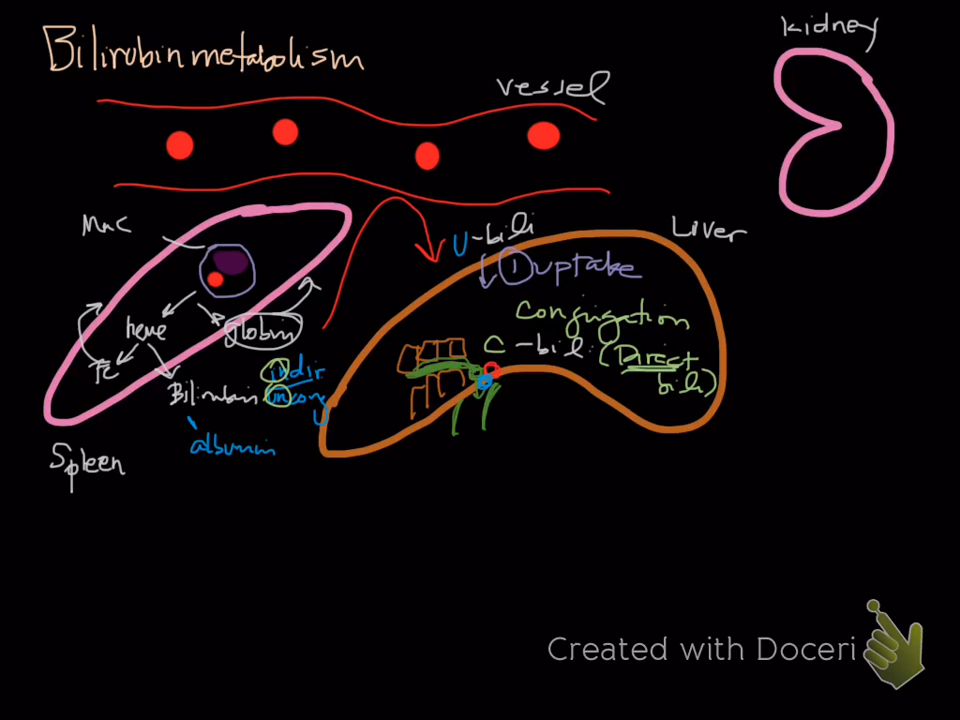 Bilirubin metabolism
kidney
vessel
Mac
U-bili
Liver
① uptake
Conjugation
heme
globin
C-bili (Direct
bili)
Fe
Bilirubin
indir
uncon
U
albumin
Spleen
Created with Doceri